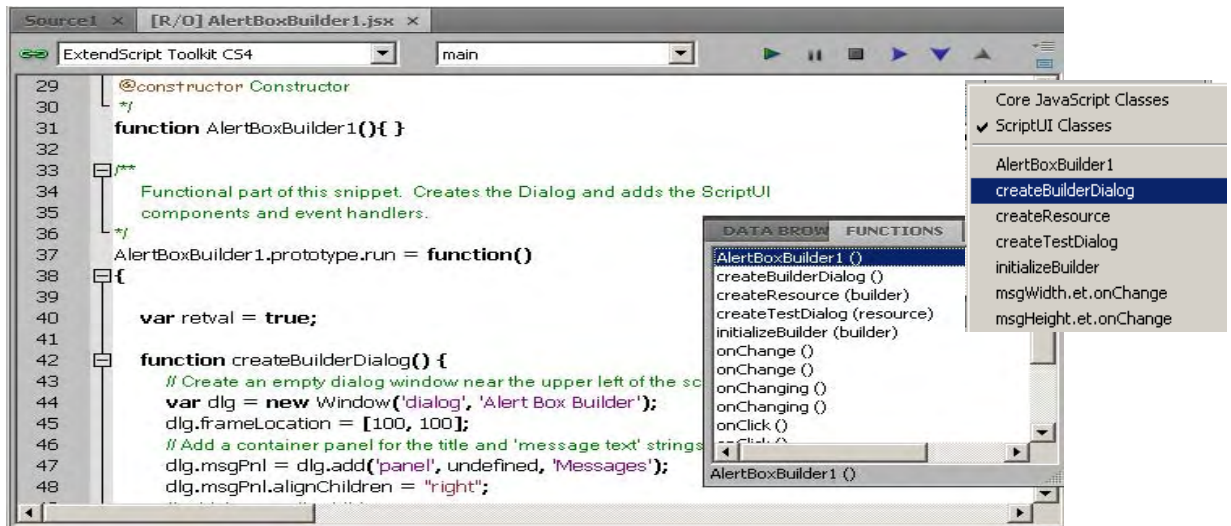 Source1 ×
[R/O] AlertBoxBuilder1.jsx ×
ExtendScript Toolkit CS4
main
29 @constructor Constructor
30 */
31 function AlertBoxBuilder1(){ }
32
33 /**
34 Functional part of this snippet. Creates the Dialog and adds the ScriptUI
35 components and event handlers.
36 */
37 AlertBoxBuilder1.prototype.run = function()
38 {
39
40 var retval = true;
41
42 function createBuilderDialog() {
43 // Create an empty dialog window near the upper left of the sc
44 var dlg = new Window('dialog', 'Alert Box Builder');
45 dlg.frameLocation = [100, 100];
46 // Add a container panel for the title and 'message text' strings
47 dlg.msgPnl = dlg.add('panel', undefined, 'Messages');
48 dlg.msgPnl.alignChildren = "right";
DATA BROW
FUNCTIONS
AlertBoxBuilder1 ()
createBuilderDialog ()
createResource (builder)
createTestDialog (resource)
initializeBuilder (builder)
onChange ()
onChange ()
onChanging ()
onChanging ()
onClick ()
AlertBoxBuilder1 ()
Core JavaScript Classes
✓ ScriptUI Classes
AlertBoxBuilder1
createBuilderDialog
createResource
createTestDialog
initializeBuilder
msgWidth.et.onChange
msgHeight.et.onChange